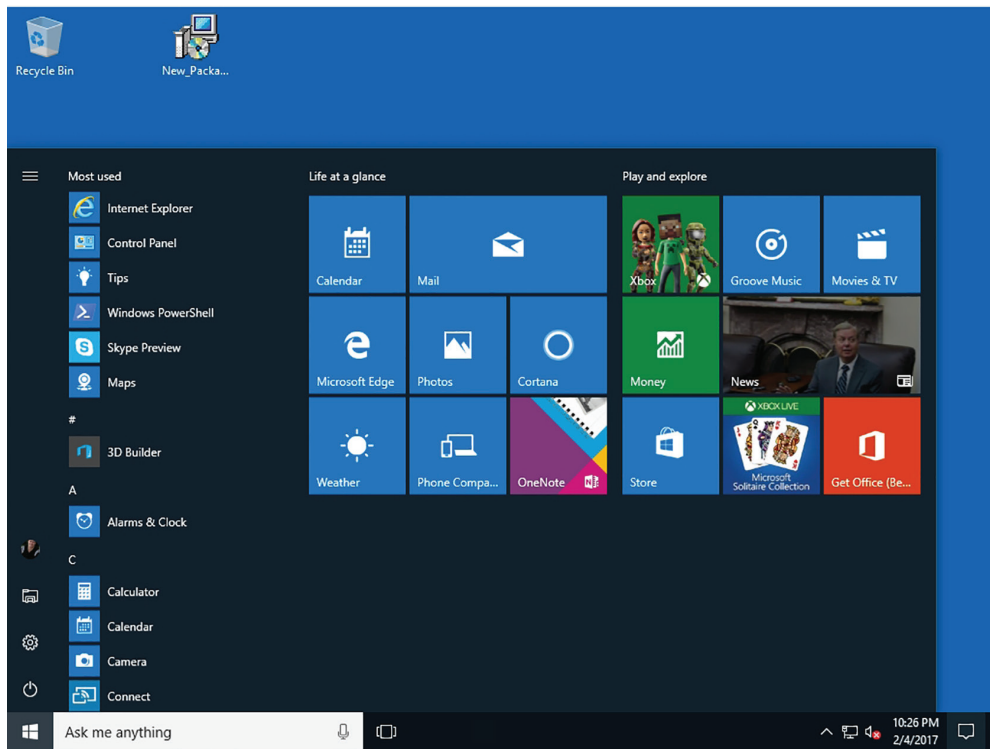 Recycle Bin
New_Packa...
Most used
Internet Explorer
Control Panel
Tips
Windows PowerShell
Skype Preview
Maps
#
3D Builder
A
Alarms & Clock
C
Calculator
Calendar
Camera
Connect
Life at a glance
Calendar
Mail
Microsoft Edge
Photos
Cortana
Weather
Phone Compa...
OneNote
Play and explore
Xbox
Groove Music
Movies & TV
Money
News
Store
XBOX LIVE
Microsoft
Solitaire Collection
Get Office (Be...
Ask me anything
10:26 PM
2/4/2017